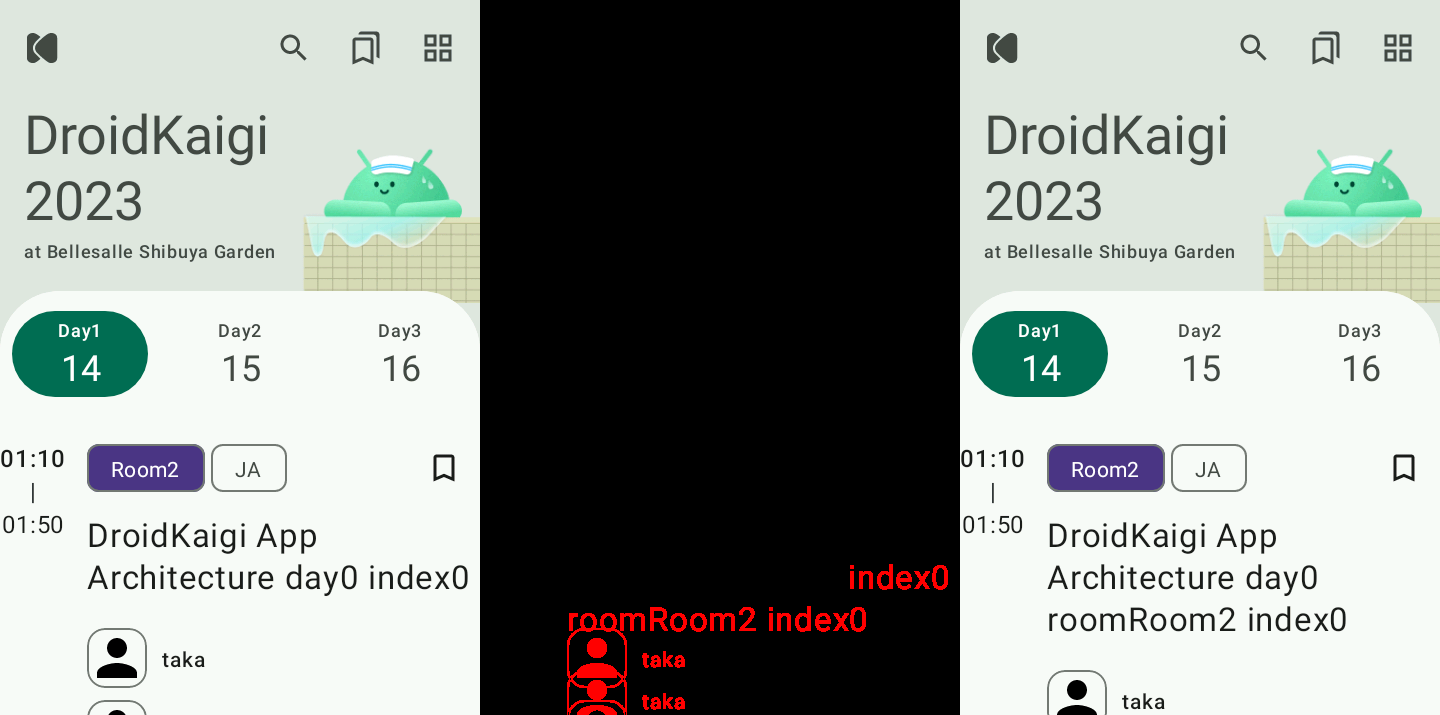 DroidKaigi
2023
at Bellesalle Shibuya Garden
Day1
14
Day2
15
Day3
16
01:10
|
01:50
Room2
JA
DroidKaigi App
Architecture day0 index0
taka
index0
roomRoom2 index0
taka
taka
DroidKaigi
2023
at Bellesalle Shibuya Garden
Day1
14
Day2
15
Day3
16
01:10
|
01:50
Room2
JA
DroidKaigi App
Architecture day0
roomRoom2 index0
taka